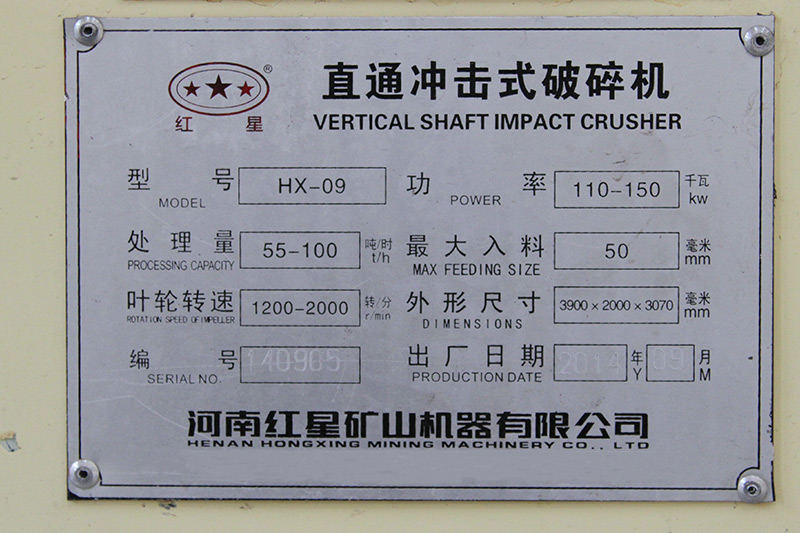 ®
红 星
直通冲击式破碎机
VERTICAL SHAFT IMPACT CRUSHER
型 号 HX-09 功 率 110-150 千瓦
MODEL POWER kw
处 理 量 55-100 吨/时 最 大 入 料 50 毫米
PROCESSING CAPACITY t/h MAX FEEDING SIZE mm
叶轮转速 1200-2000 转/分 外 形 尺 寸 3900×2000×3070 毫米
ROTATION SPEED OF IMPELLER r/min DIMENSIONS mm
编 号 140905 出 厂 日 期 2014 年 09 月
SERIAL NO. PRODUCTION DATE Y M
河南红星矿山机器有限公司
HENAN HONGXING MINING MACHINERY CO., LTD